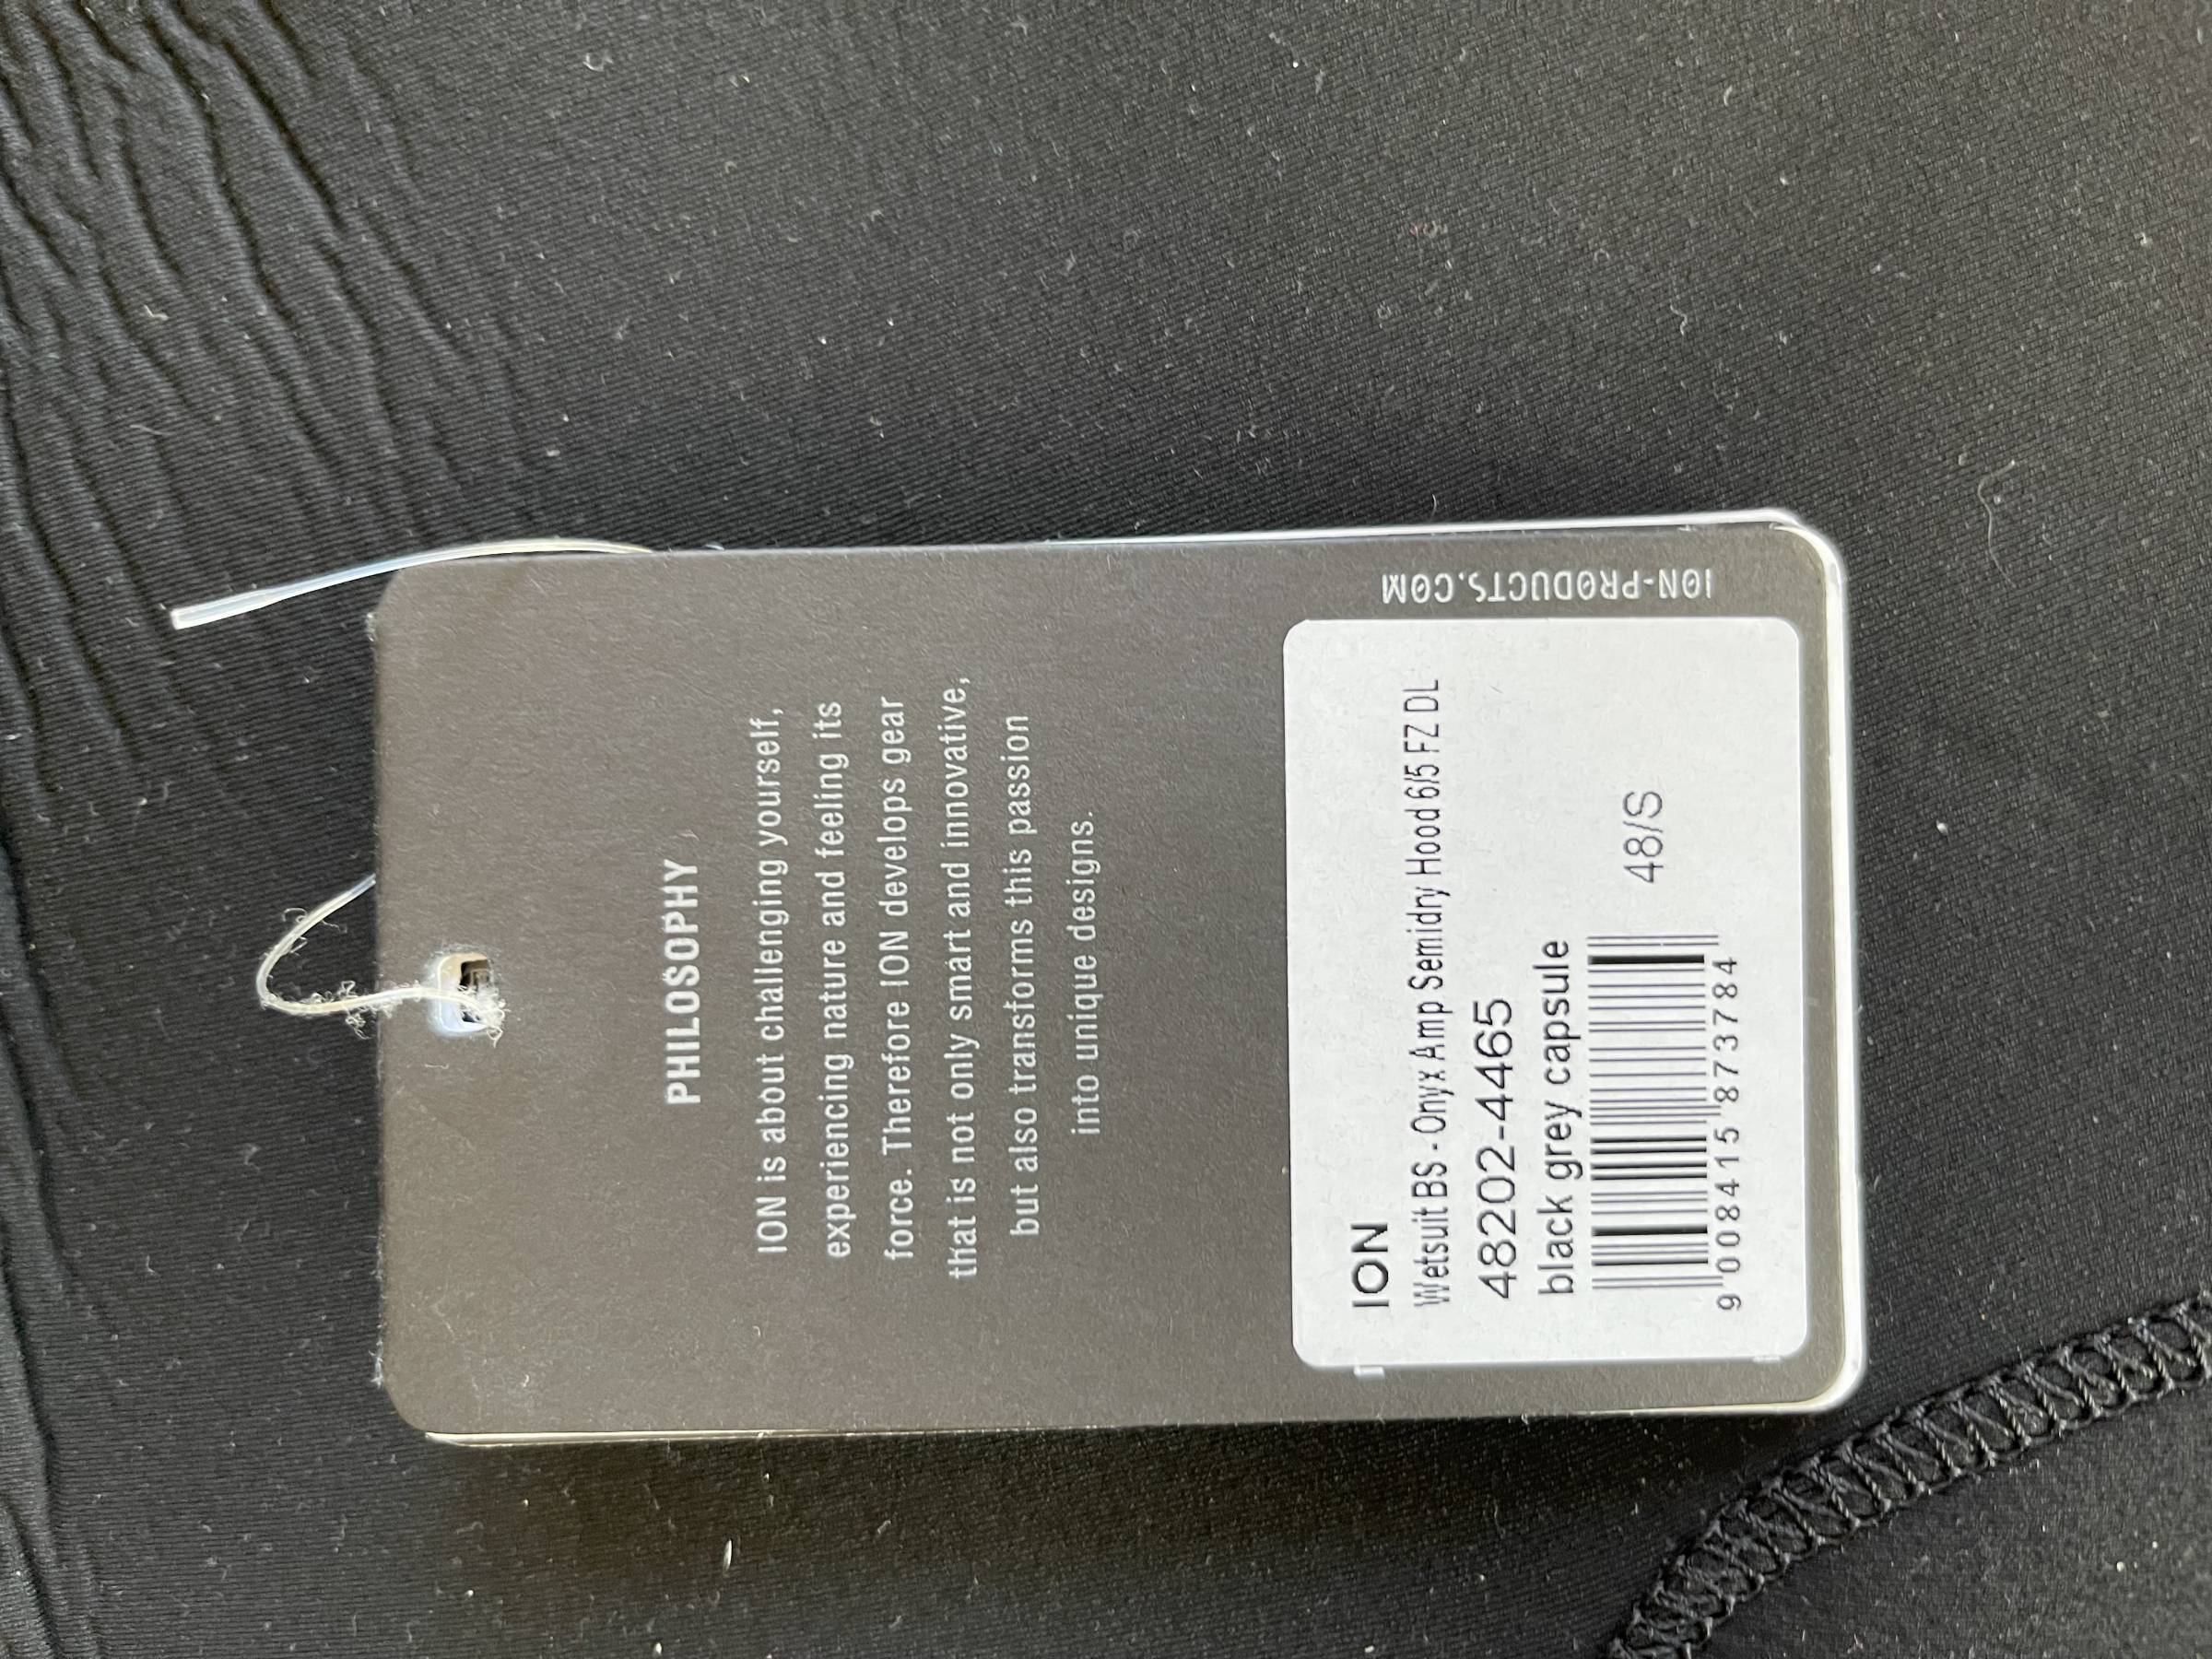 PHILOSOPHY
ION is about challenging yourself,
experiencing nature and feeling its
force. Therefore ION develops gear
that is not only smart and innovative,
but also transforms this passion
into unique designs.
ION
Wetsuit BS - Onyx Amp Semidry Hood 6/5 FZ DL
48202-4465
black grey capsule
48/S
9 008415 873784
ION-PRODUCTS.COM